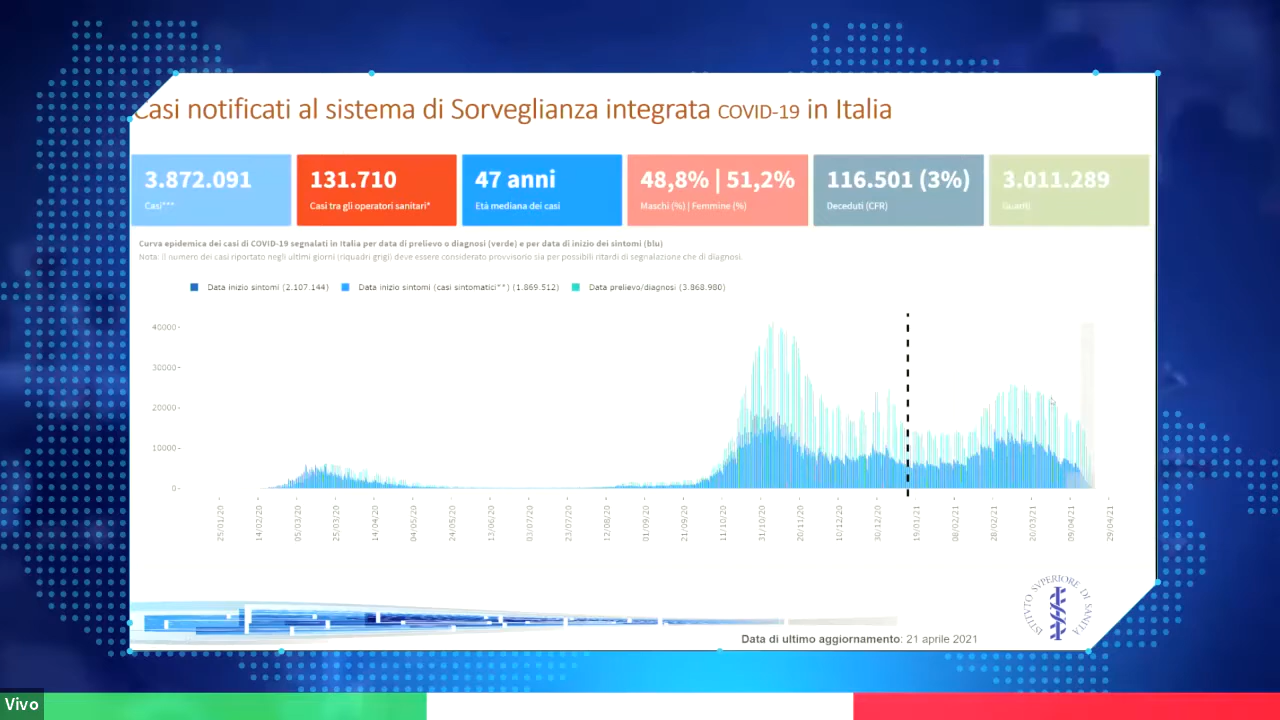 Casi notificati al sistema di Sorveglianza integrata COVID-19 in Italia
3.872.091
Casi***
131.710
Casi tra gli operatori sanitari*
47 anni
Età mediana dei casi
48,8% | 51,2%
Maschi (%) | Femmine (%)
116.501 (3%)
Deceduti (CFR)
3.011.289
Guariti
Curva epidemica dei casi di COVID-19 segnalati in Italia per data di prelievo o diagnosi (verde) e per data di inizio dei sintomi (blu)
Nota: il numero dei casi riportato negli ultimi giorni (riquadri grigi) deve essere considerato provvisorio sia per possibili ritardi di segnalazione che di diagnosi.
Data inizio sintomi (2.107.144)
Data inizio sintomi (casi sintomatici**) (1.869.512)
Data prelievo/diagnosi (3.868.980)
40000
30000
20000
10000
0
25/01/20
14/02/20
05/03/20
25/03/20
14/04/20
04/05/20
24/05/20
13/06/20
03/07/20
23/07/20
12/08/20
01/09/20
21/09/20
11/10/20
31/10/20
20/11/20
10/12/20
30/12/20
19/01/21
08/02/21
28/02/21
20/03/21
09/04/21
29/04/21
ISTITUTO SVPERIORE DI SANITÀ
Data di ultimo aggiornamento: 21 aprile 2021
Vivo